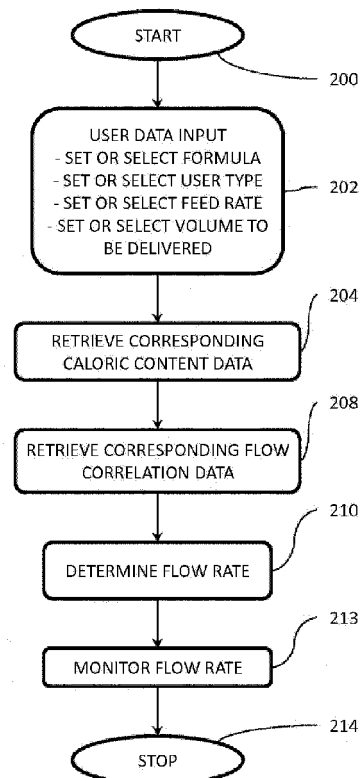 START
200
USER DATA INPUT
- SET OR SELECT FORMULA
- SET OR SELECT USER TYPE
- SET OR SELECT FEED RATE
- SET OR SELECT VOLUME TO
BE DELIVERED
202
204
RETRIEVE CORRESPONDING
CALORIC CONTENT DATA
208
RETRIEVE CORRESPONDING FLOW
CORRELATION DATA
210
DETERMINE FLOW RATE
213
MONITOR FLOW RATE
214
STOP